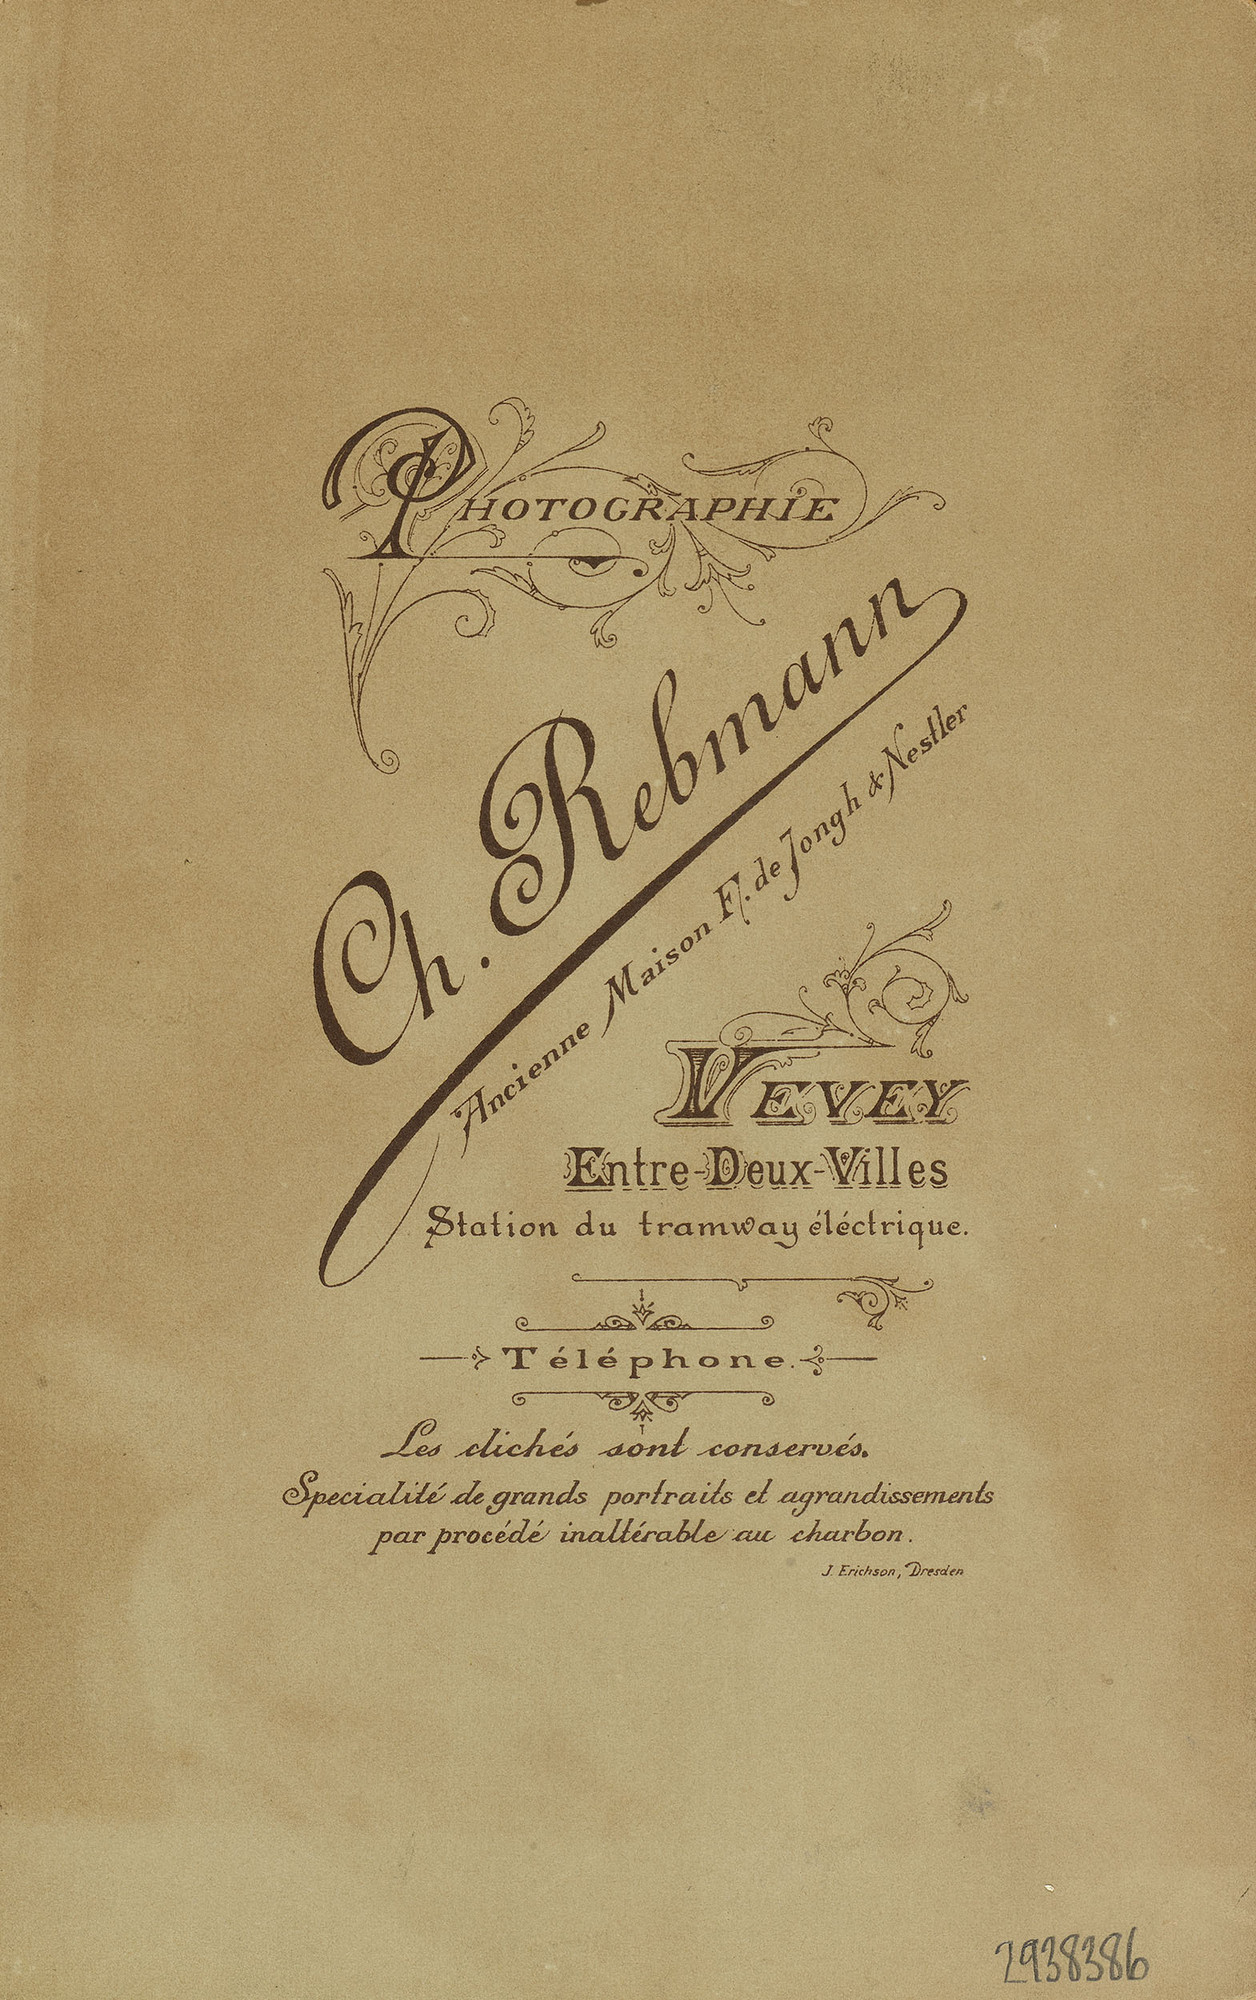 PHOTOGRAPHIE
Ch. Rebmann
Ancienne Maison Fl. de Jongh & Nestler
VEVEY
Entre-Deux-Villes
Station du tramway éléctrique.
Téléphone.
Les clichés sont conservés.
Specialité de grands portraits et agrandissements
par procédé inaltérable au charbon.
J. Erichson, Dresden
2938386